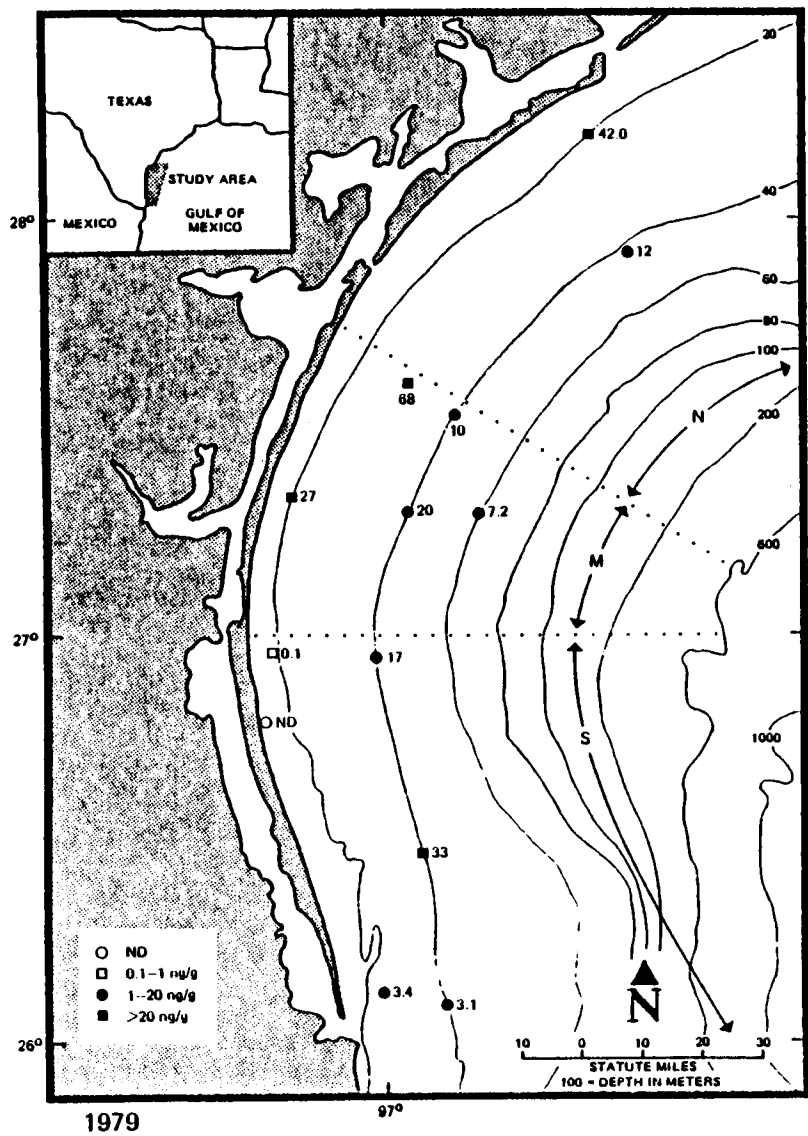 TEXAS
STUDY AREA
MEXICO
GULF OF
MEXICO
20
42.0
40
28°
12
60
80
100
N
200
68
10
27
20
7.2
M
600
27°
0.1
17
ND
S
1000
33
ND
0.1-1 ng/g
1-20 ng/g
>20 ng/g
3.4
3.1
N
26°
10 0 10 20 30
STATUTE MILES
100 = DEPTH IN METERS
97°
1979